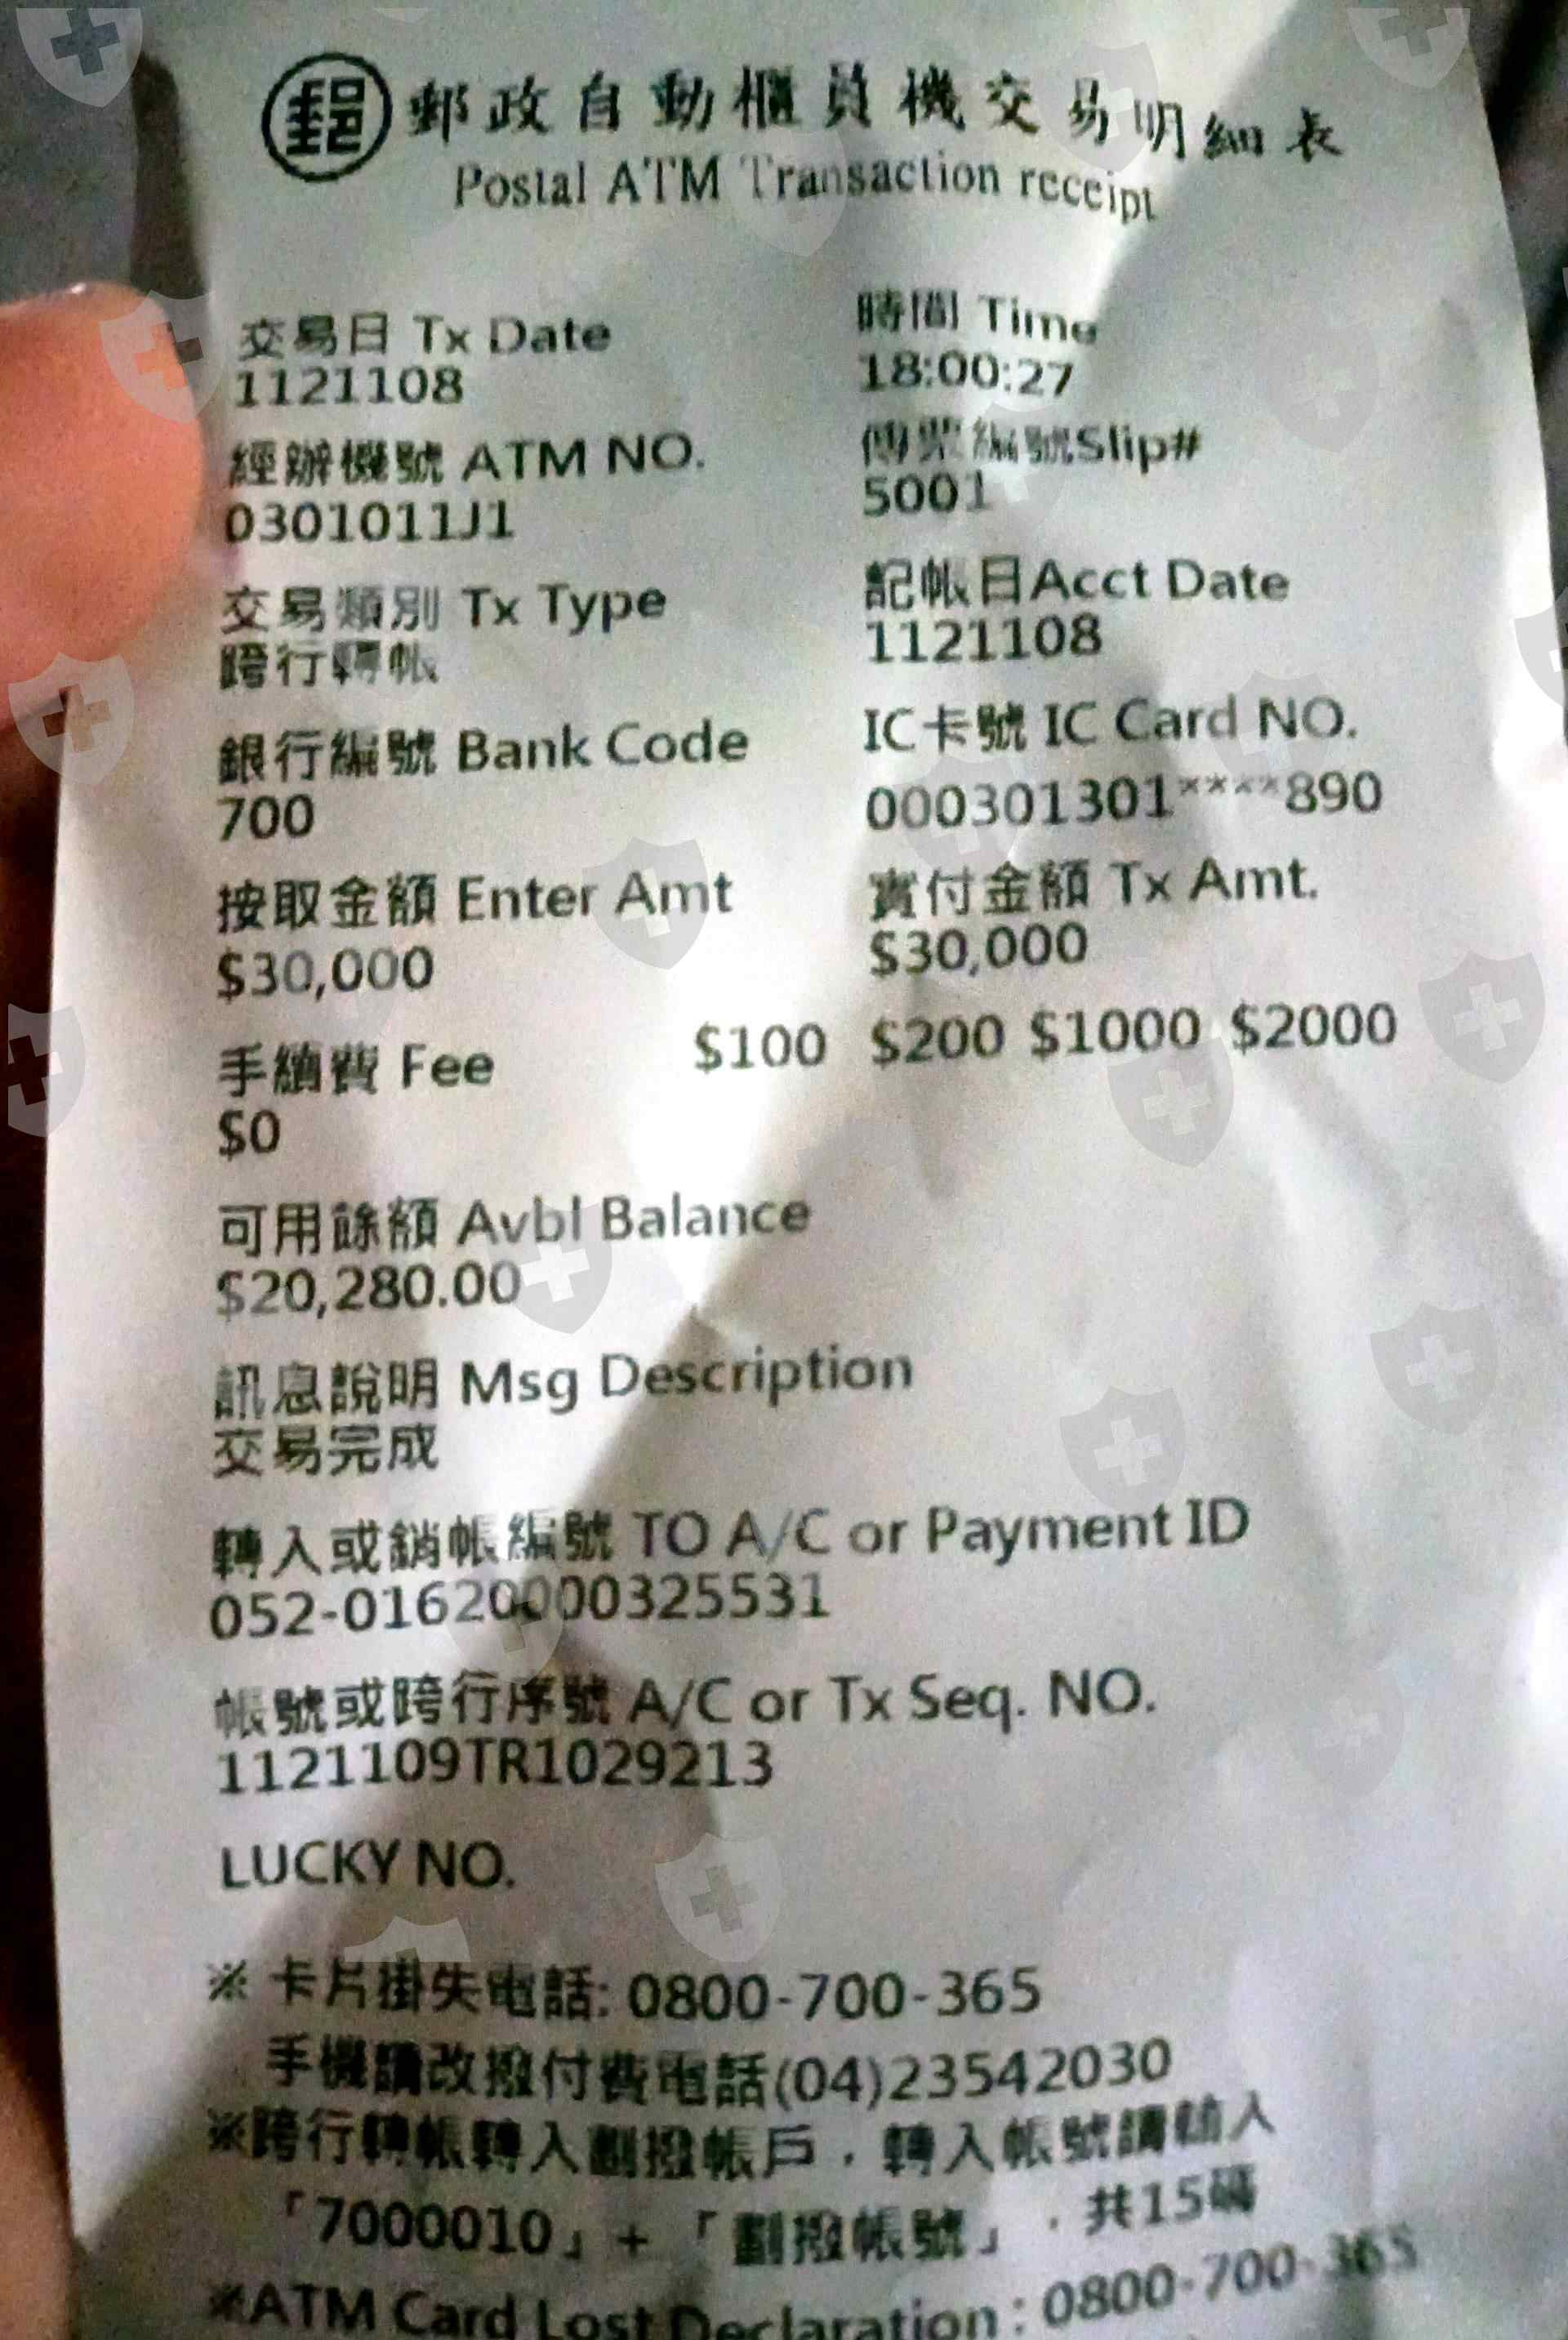 郵 郵政自動櫃員機交易明細表
Postal ATM Transaction receipt
交易日 Tx Date 時間 Time
1121108 18:00:27
經辦機號 ATM NO. 傳票編號Slip#
0301011J1 5001
交易類別 Tx Type 記帳日Acct Date
跨行轉帳 1121108
銀行編號 Bank Code IC卡號 IC Card NO.
700 000301301****890
按取金額 Enter Amt 實付金額 Tx Amt.
$30,000 $30,000
手續費 Fee $100 $200 $1000 $2000
$0
可用餘額 Avbl Balance
$20,280.00
訊息說明 Msg Description
交易完成
轉入或銷帳編號 TO A/C or Payment ID
052-01620000325531
帳號或跨行序號 A/C or Tx Seq. NO.
1121109TR1029213
LUCKY NO.
※ 卡片掛失電話: 0800-700-365
手機請改撥付費電話(04)23542030
※跨行轉帳轉入劃撥帳戶，轉入帳號請輸入
「7000010」+「劃撥帳號」，共15碼
※ATM Card Lost Declaration : 0800-700-365